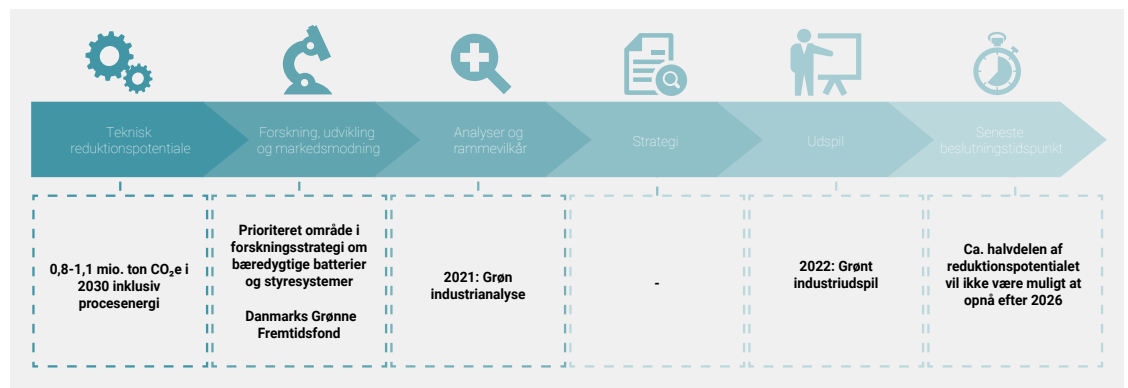 Teknisk
reduktionspotentiale
Forskning, udvikling
og markedsmodning
Analyser og
rammevilkår
Strategi
Udspil
Seneste
beslutningstidspunkt
0,8-1,1 mio. ton CO₂e i
2030 inklusiv
procesenergi
Prioriteret område i
forskningsstrategi om
bæredygtige batterier
og styresystemer
Danmarks Grønne
Fremtidsfond
2021: Grøn
industrianalyse
-
2022: Grønt
industriudspil
Ca. halvdelen af
reduktionspotentialet
vil ikke være muligt at
opnå efter 2026